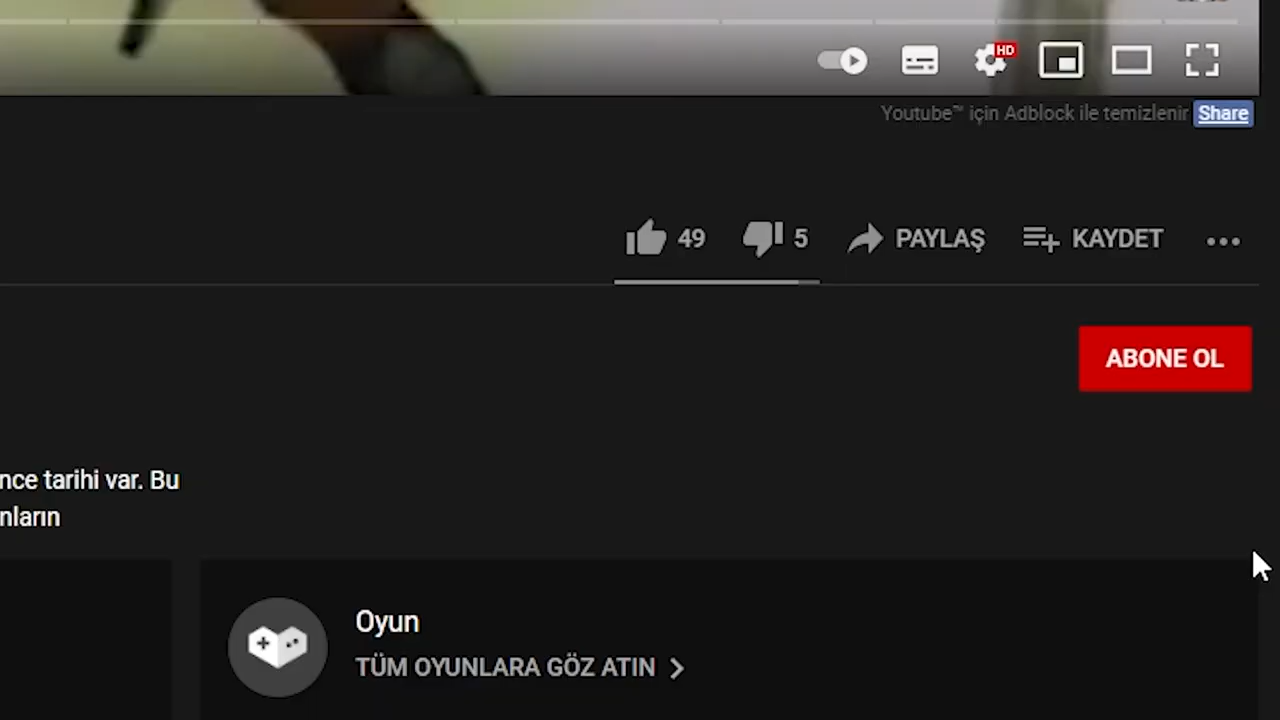 HD
Youtube™ için Adblock ile temizlenir Share
49 5 PAYLAŞ KAYDET
ABONE OL
nce tarihi var. Bu
nların
Oyun
TÜM OYUNLARA GÖZ ATIN